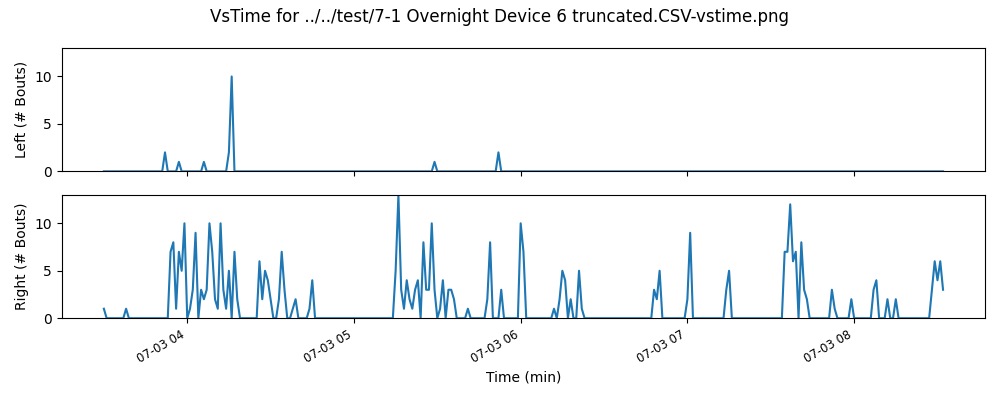 VsTime for ../../test/7-1 Overnight Device 6 truncated.CSV-vstime.png
Left (# Bouts)
10
5
0
Right (# Bouts)
10
5
0
07-03 04
07-03 05
07-03 06
07-03 07
07-03 08
Time (min)